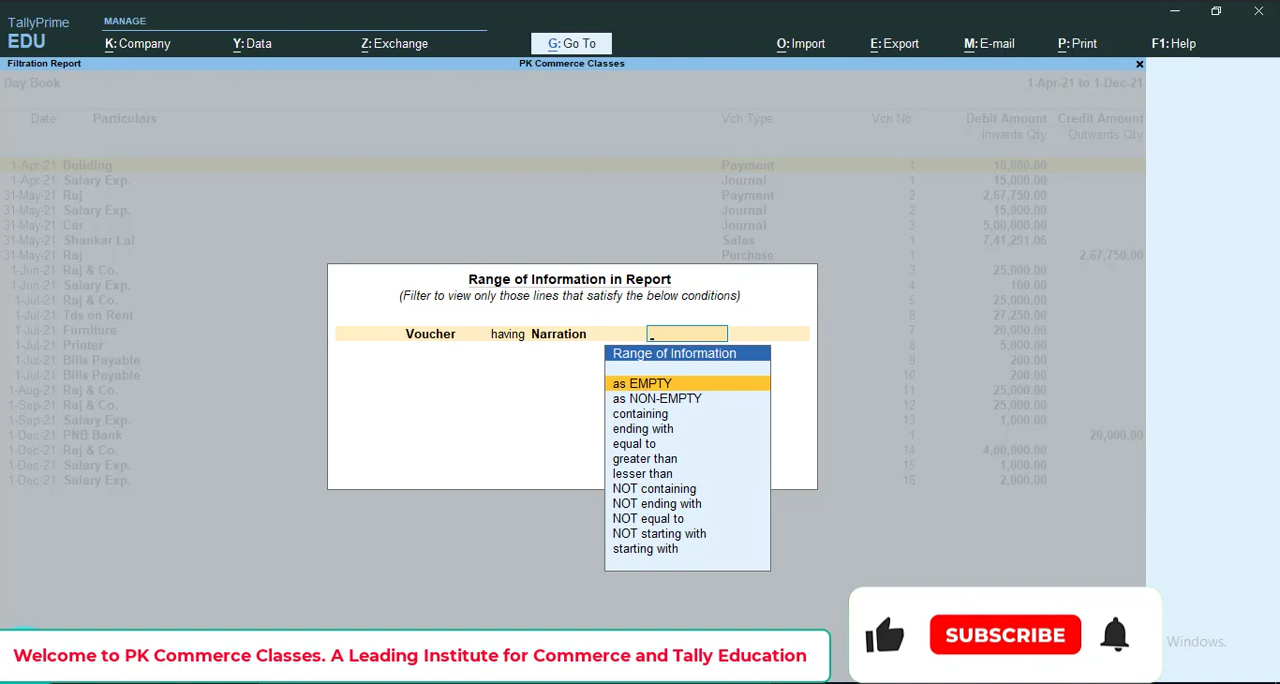 TallyPrime
EDU
MANAGE
K: Company Y: Data Z: Exchange G: Go To O: Import E: Export M: E-mail P: Print F1: Help
Filtration Report PK Commerce Classes ×
Day Book 1-Apr-21 to 1-Dec-21
Date Particulars Vch Type Vch No Debit Amount Credit Amount
Inwards Qty Outwards Qty
1-Apr-21 Building Payment 1 10,000.00
1-Apr-21 Salary Exp. Journal 1 15,000.00
31-May-21 Raj Payment 2 2,67,750.00
31-May-21 Salary Exp. Journal 2 15,000.00
31-May-21 Car Journal 3 5,00,000.00
31-May-21 Shankar Lal Sales 1 7,41,291.06
31-May-21 Raj Purchase 1 2,67,750.00
1-Jun-21 Raj & Co. 3 25,000.00
1-Jun-21 Salary Exp. 4 100.00
1-Jul-21 Raj & Co. 5 25,000.00
1-Jul-21 Tds on Rent 6 27,250.00
1-Jul-21 Furniture 7 20,000.00
1-Jul-21 Printer 8 5,000.00
1-Jul-21 Bills Payable 9 200.00
1-Jul-21 Bills Payable 10 200.00
1-Aug-21 Raj & Co. 11 25,000.00
1-Sep-21 Raj & Co. 12 25,000.00
1-Sep-21 Salary Exp. 13 1,000.00
1-Dec-21 PNB Bank 1 20,000.00
1-Dec-21 Raj & Co. 14 4,00,000.00
1-Dec-21 Salary Exp. 15 1,000.00
1-Dec-21 Salary Exp. 16 2,000.00
Range of Information in Report
(Filter to view only those lines that satisfy the below conditions)
Voucher having Narration
Range of Information
as EMPTY
as NON-EMPTY
containing
ending with
equal to
greater than
lesser than
NOT containing
NOT ending with
NOT equal to
NOT starting with
starting with
SUBSCRIBE
Windows.
Welcome to PK Commerce Classes. A Leading Institute for Commerce and Tally Education